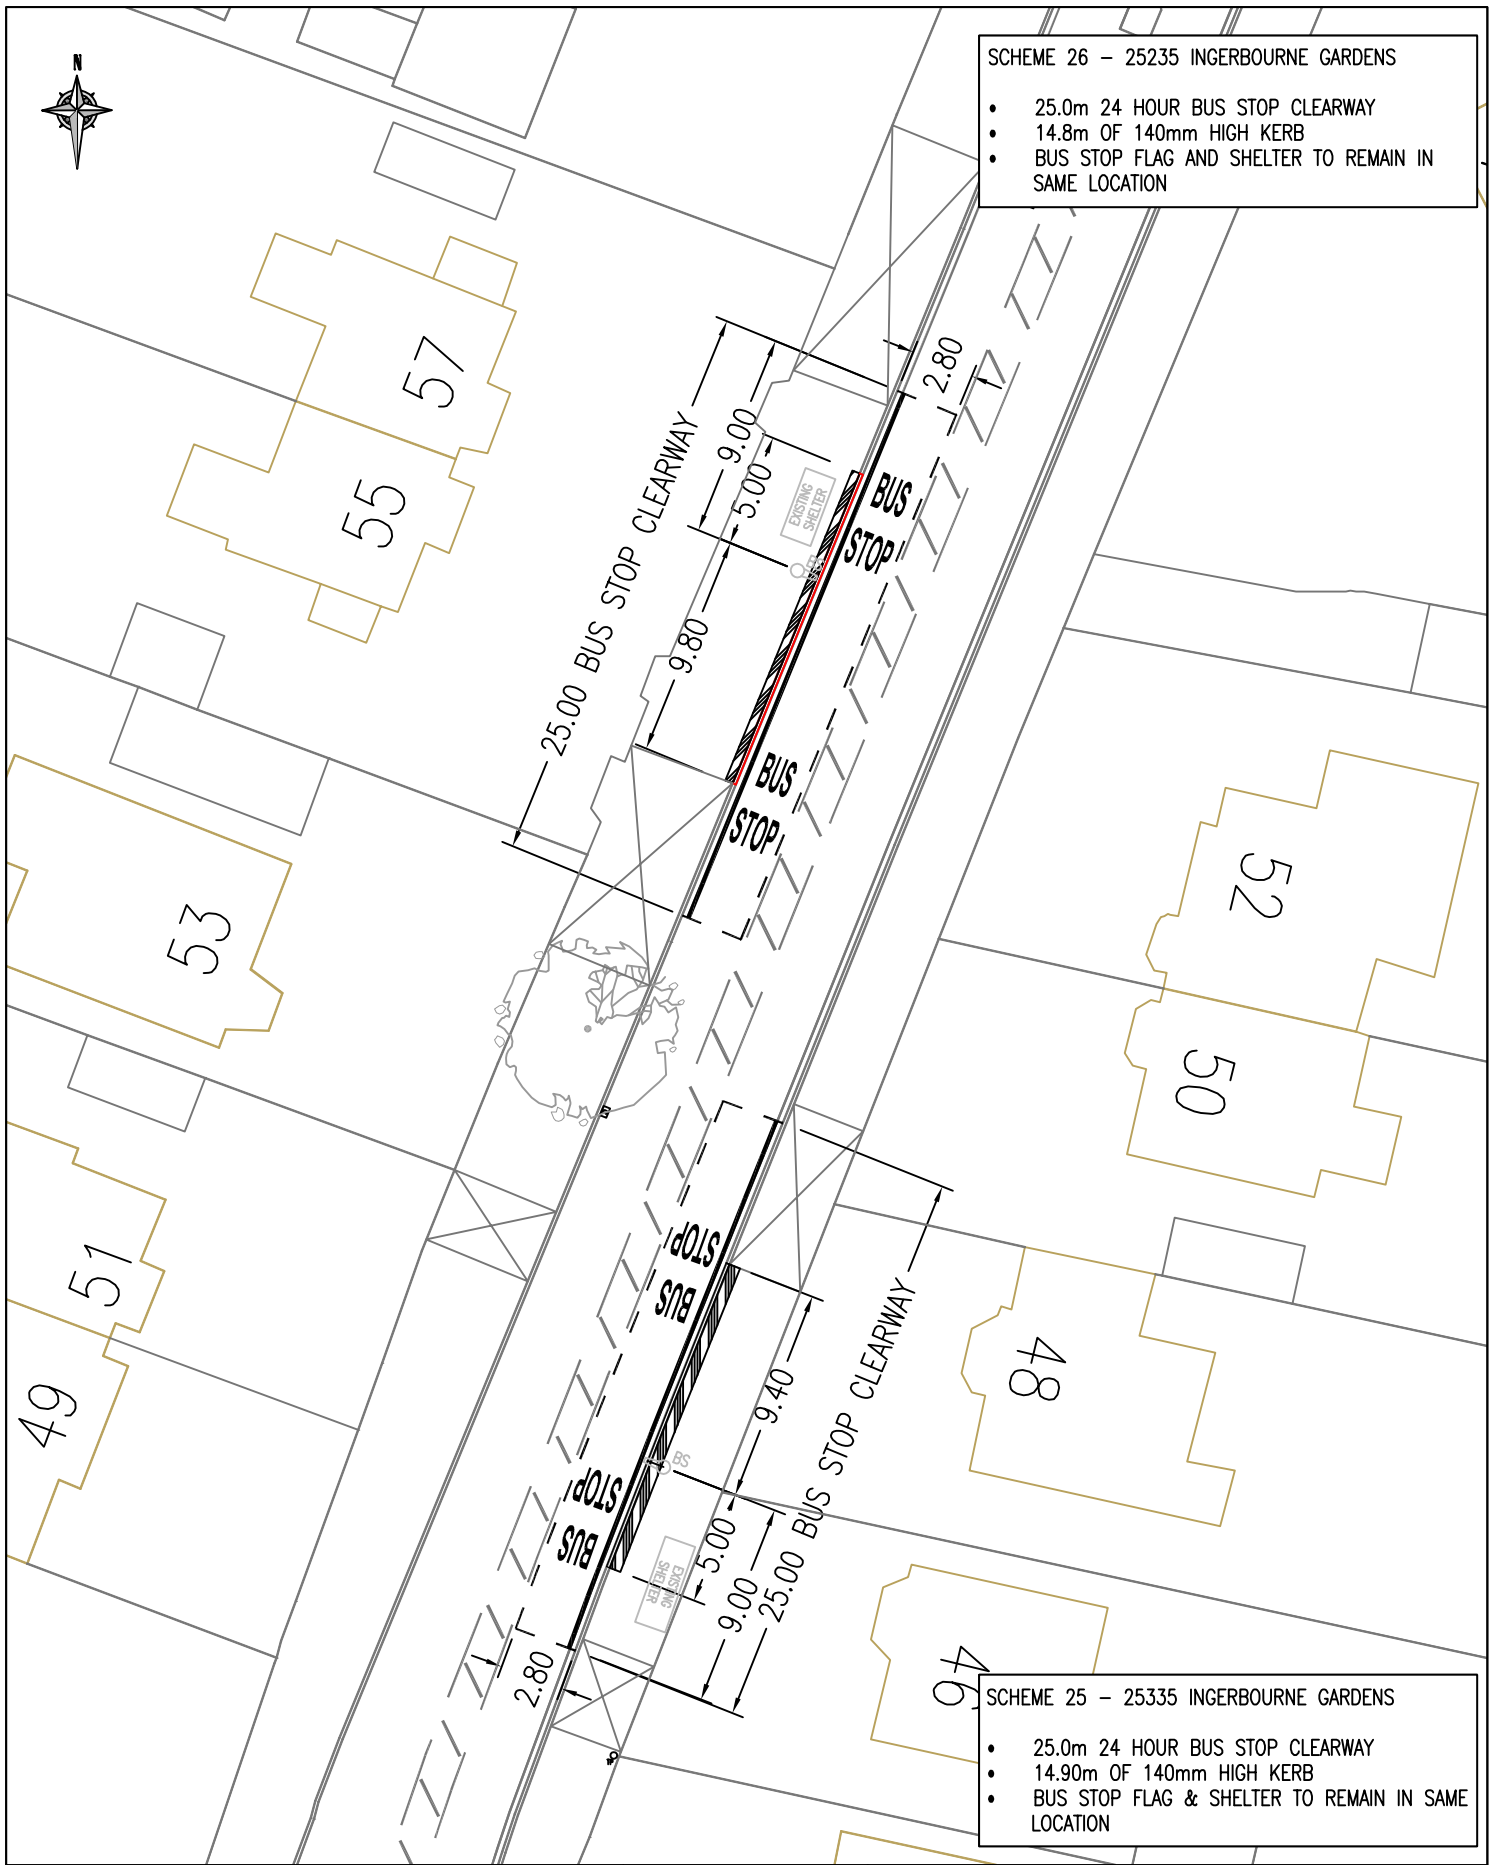 N
SCHEME 26 – 25235 INGERBOURNE GARDENS
• 25.0m 24 HOUR BUS STOP CLEARWAY
• 14.8m OF 140mm HIGH KERB
• BUS STOP FLAG AND SHELTER TO REMAIN IN
SAME LOCATION
57
55
53
51
49
52
50
48
46
2.80
9.00
5.00
25.00 BUS STOP CLEARWAY
9.80
EXISTING
SHELTER
BUS
STOP
BUS
STOP
STOP
BUS
9.40
25.00 BUS STOP CLEARWAY
BS
STOP
BUS
5.00
9.00
EXISTING
SHELTER
2.80
SCHEME 25 – 25335 INGERBOURNE GARDENS
• 25.0m 24 HOUR BUS STOP CLEARWAY
• 14.90m OF 140mm HIGH KERB
• BUS STOP FLAG & SHELTER TO REMAIN IN SAME
LOCATION